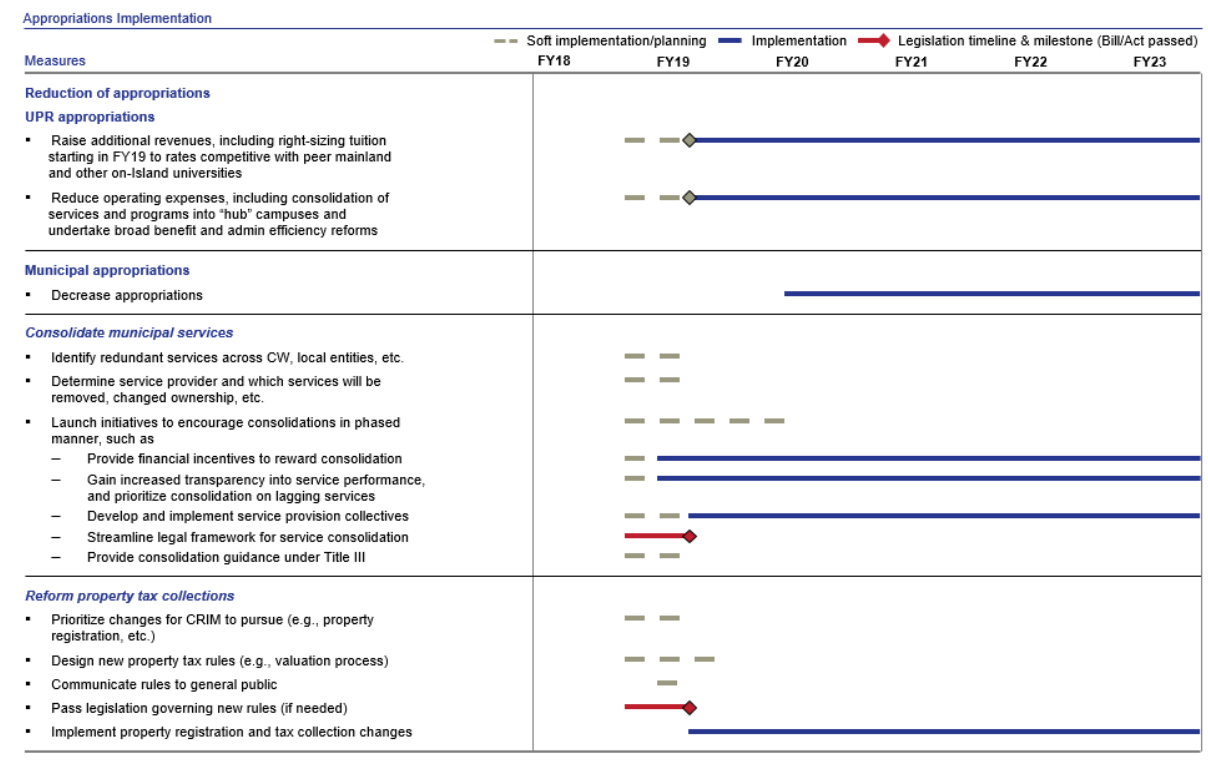 Appropriations Implementation
Soft implementation/planning Implementation Legislation timeline & milestone (Bill/Act passed)
Measures FY18 FY19 FY20 FY21 FY22 FY23
Reduction of appropriations
UPR appropriations
▪ Raise additional revenues, including right-sizing tuition
starting in FY19 to rates competitive with peer mainland
and other on-Island universities
▪ Reduce operating expenses, including consolidation of
services and programs into “hub” campuses and
undertake broad benefit and admin efficiency reforms
Municipal appropriations
▪ Decrease appropriations
Consolidate municipal services
▪ Identify redundant services across CW, local entities, etc.
▪ Determine service provider and which services will be
removed, changed ownership, etc.
▪ Launch initiatives to encourage consolidations in phased
manner, such as
– Provide financial incentives to reward consolidation
– Gain increased transparency into service performance,
and prioritize consolidation on lagging services
– Develop and implement service provision collectives
– Streamline legal framework for service consolidation
– Provide consolidation guidance under Title III
Reform property tax collections
▪ Prioritize changes for CRIM to pursue (e.g., property
registration, etc.)
▪ Design new property tax rules (e.g., valuation process)
▪ Communicate rules to general public
▪ Pass legislation governing new rules (if needed)
▪ Implement property registration and tax collection changes